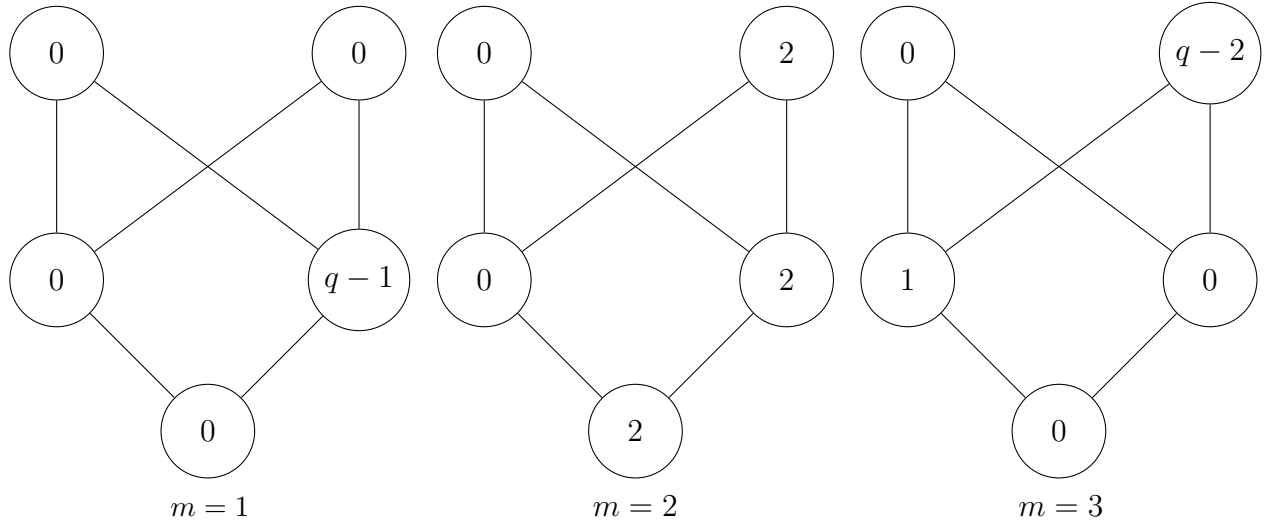 0 0 0 2 0 q − 2
0 q − 1 0 2 1 0
0 2 0
m = 1 m = 2 m = 3